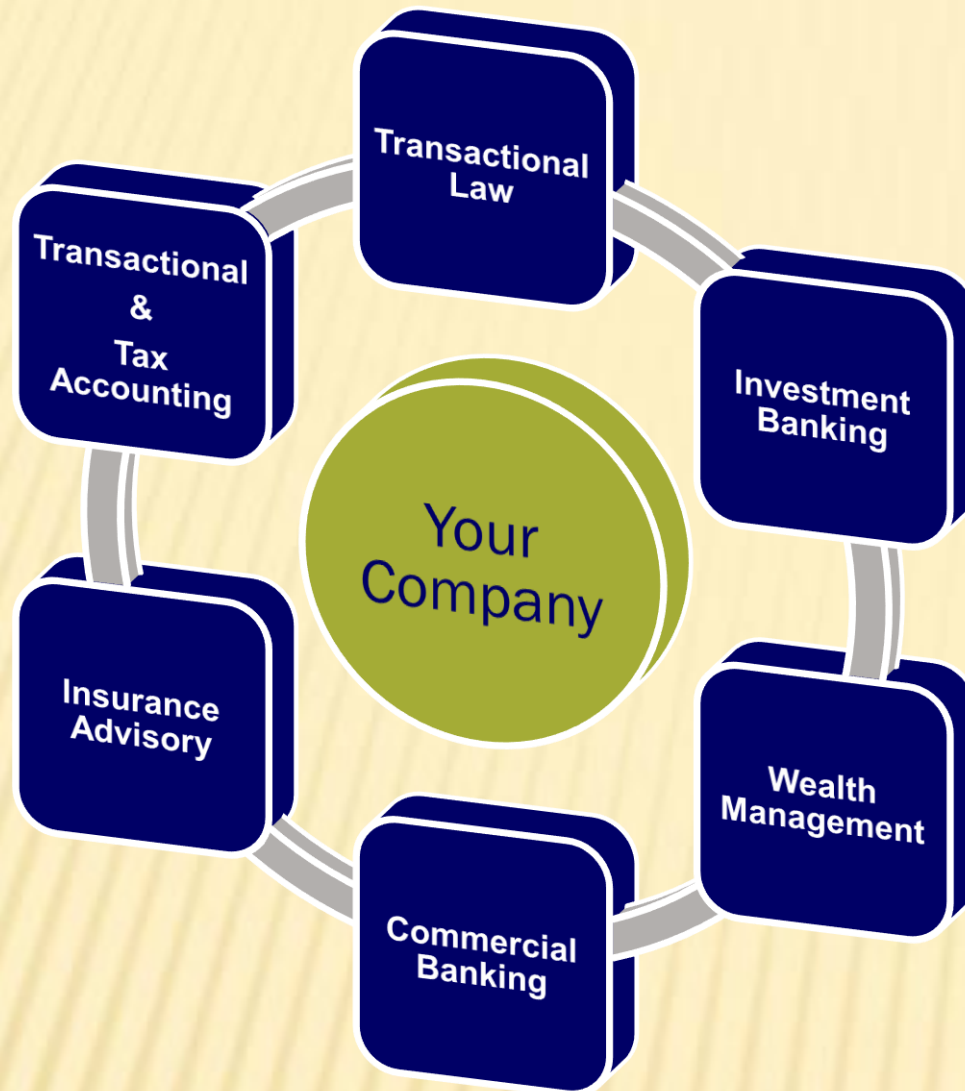 Transactional
Law
Transactional
&
Tax
Accounting
Investment
Banking
Your
Company
Insurance
Advisory
Wealth
Management
Commercial
Banking